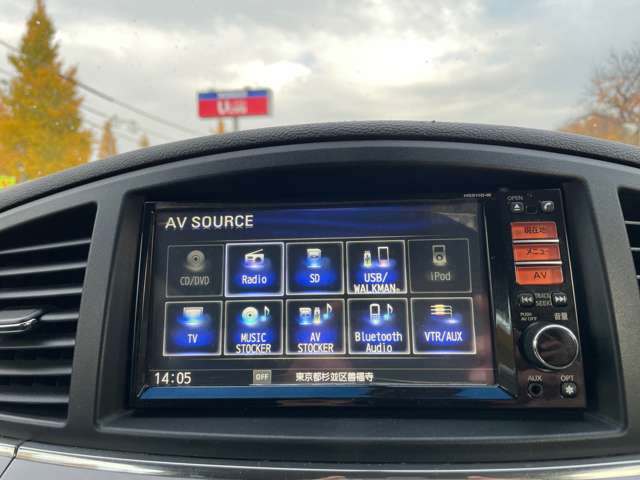 OPEN
AV SOURCE
現在地
メニュー
AV
CD/DVD
Radio
SD
USB/
WALKMAN®
iPod
TRACK
SEEK
TV
MUSIC
STOCKER
AV
STOCKER
Bluetooth
Audio
VTR/AUX
PUSH
AV OFF
音量
14:05
OFF
東京都杉並区善福寺
AUX
OPT